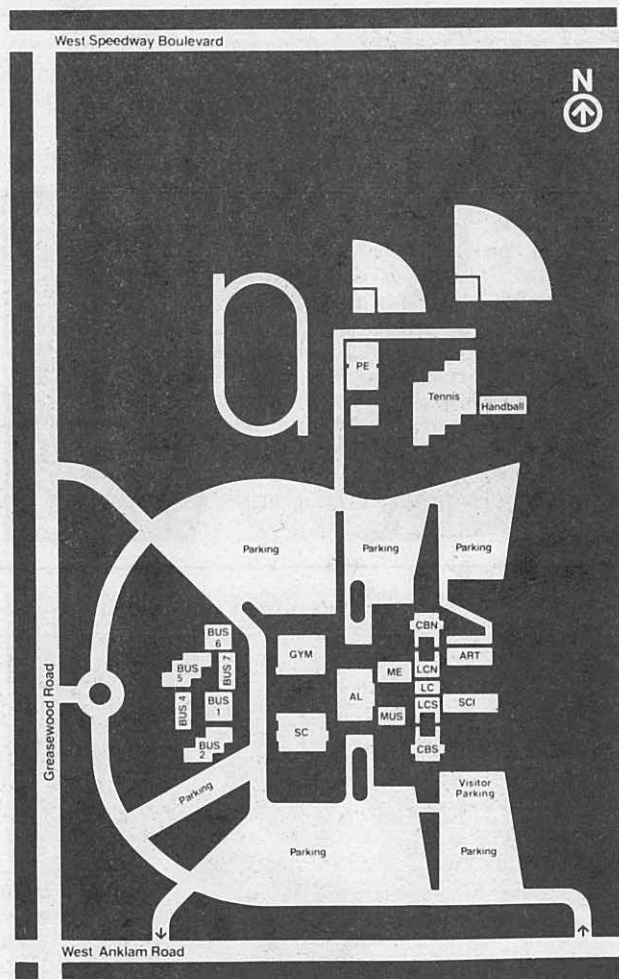 West Speedway Boulevard
N
PE
Tennis
Handball
Greasewood Road
Parking
Parking
Parking
BUS
6
BUS
5
BUS 7
BUS 4
BUS
1
BUS
2
GYM
SC
AL
ME
MUS
CBN
LCN
LC
LCS
CBS
ART
SCI
Parking
Visitor
Parking
Parking
Parking
West Anklam Road